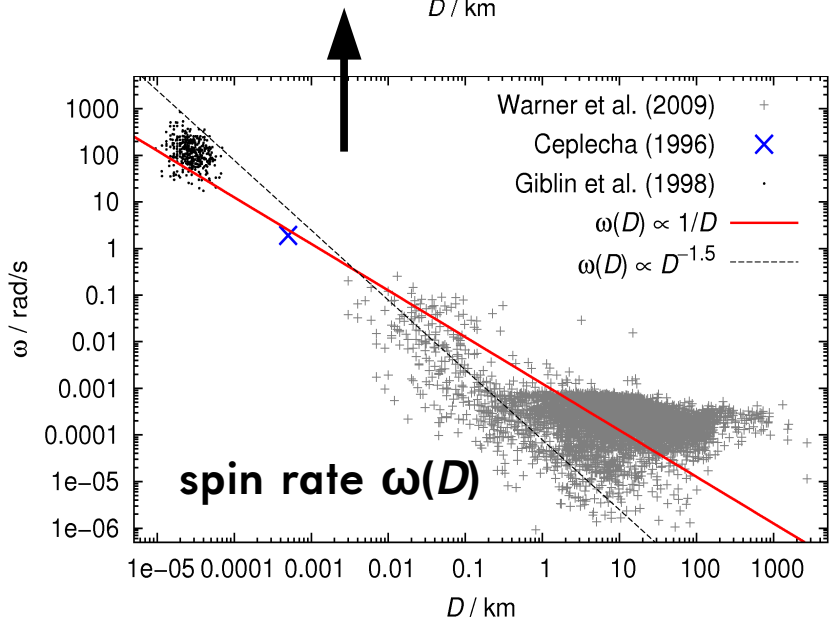 D / km
1000
100
10
1
0.1
0.01
0.001
0.0001
1e-05
1e-06
ω / rad/s
Warner et al. (2009)
Ceplecha (1996)
Giblin et al. (1998)
ω(D) ∝ 1/D
ω(D) ∝ D⁻¹·⁵
spin rate ω(D)
1e-05 0.0001 0.001 0.01 0.1 1 10 100 1000
D / km